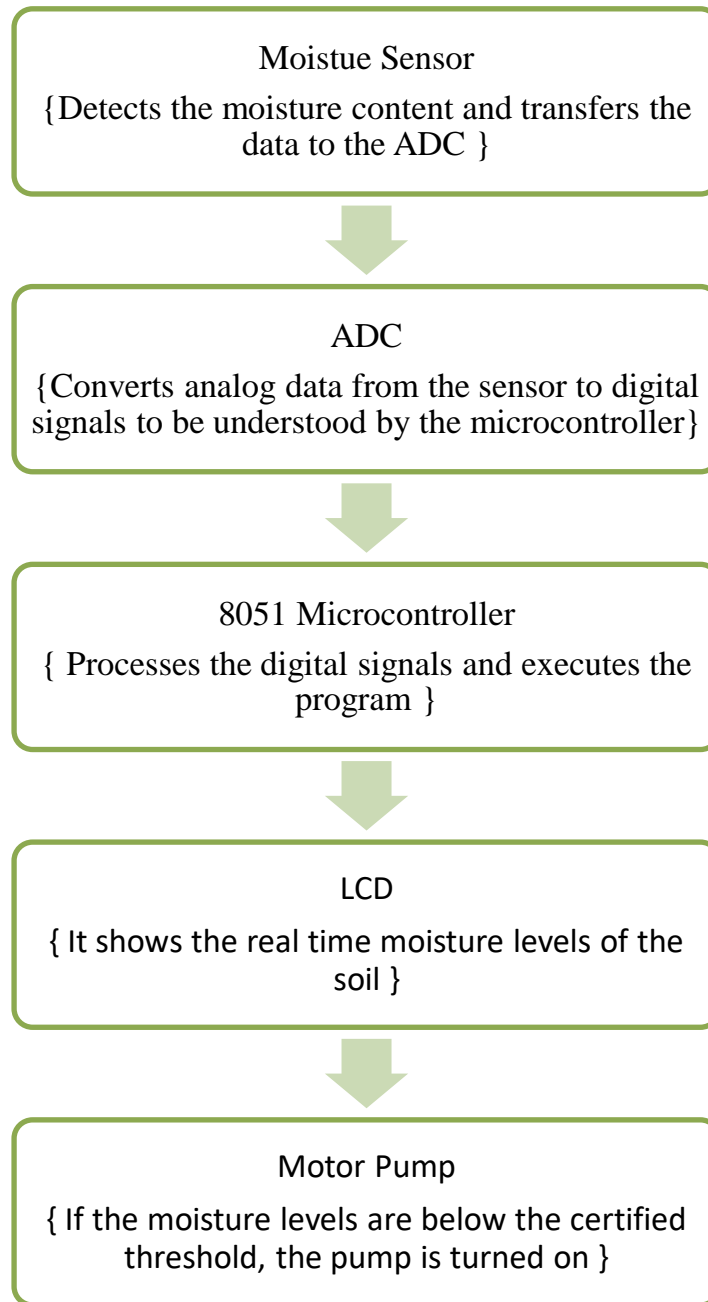 Moistue Sensor
{Detects the moisture content and transfers the
data to the ADC }
ADC
{Converts analog data from the sensor to digital
signals to be understood by the microcontroller}
8051 Microcontroller
{ Processes the digital signals and executes the
program }
LCD
{ It shows the real time moisture levels of the
soil }
Motor Pump
{ If the moisture levels are below the certified
threshold, the pump is turned on }